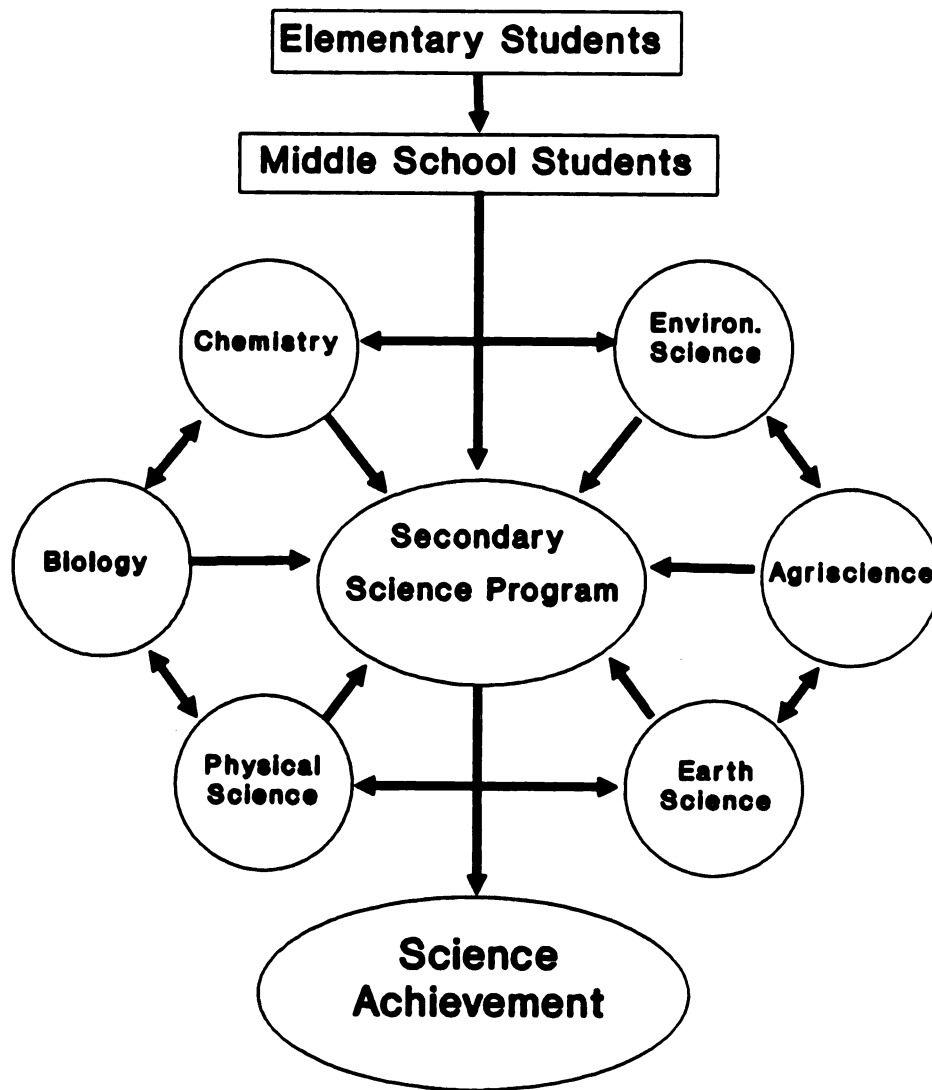 Elementary Students
Middle School Students
Chemistry
Environ.
Science
Secondary
Science Program
Biology
Agriscience
Physical
Science
Earth
Science
Science
Achievement